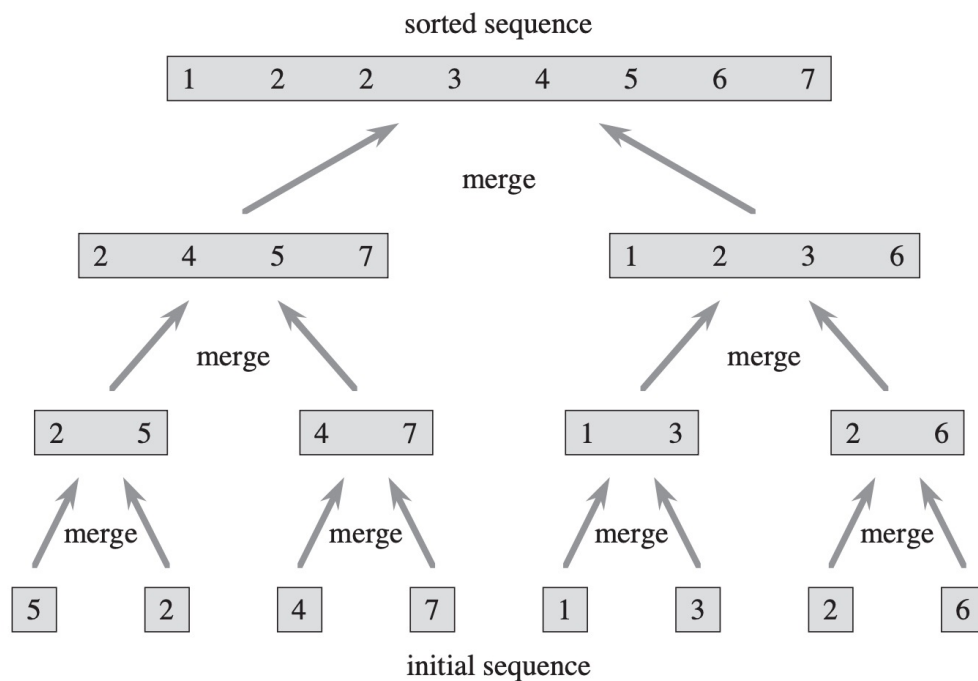 sorted sequence
1 2 2 3 4 5 6 7
merge
2 4 5 7 1 2 3 6
merge merge
2 5 4 7 1 3 2 6
merge merge merge merge
5 2 4 7 1 3 2 6
initial sequence